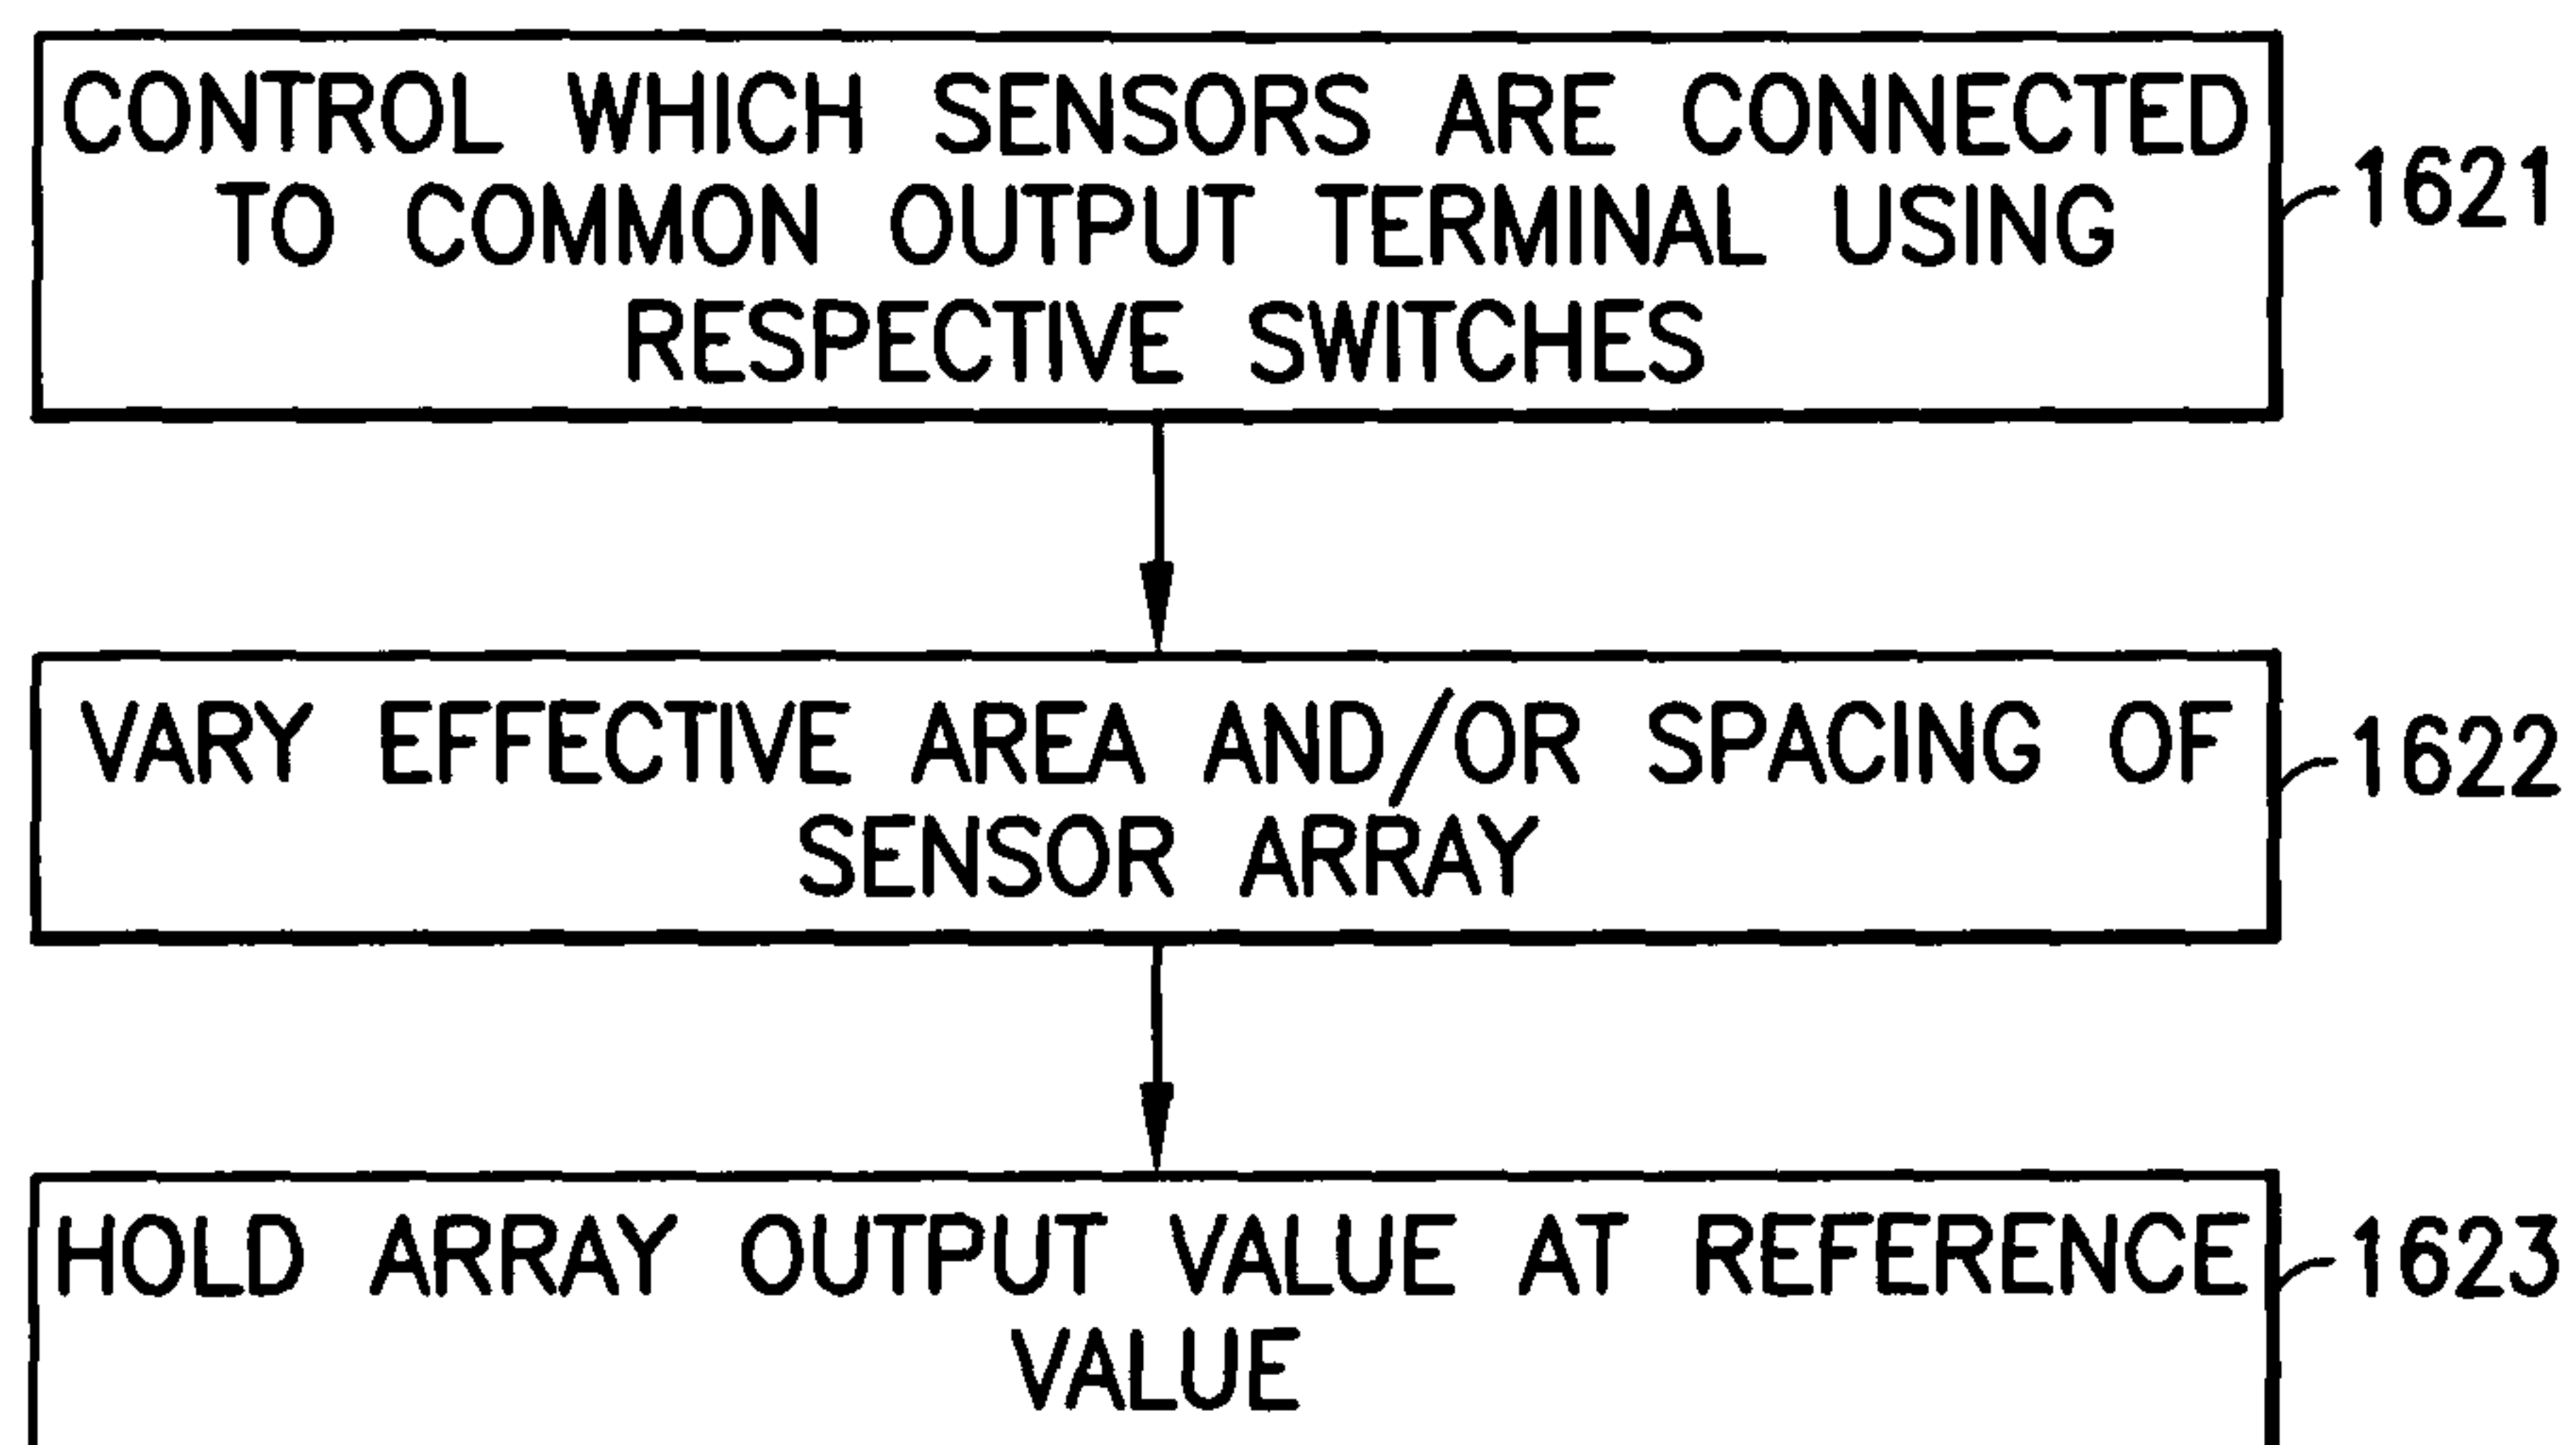 CONTROL WHICH SENSORS ARE CONNECTED
TO COMMON OUTPUT TERMINAL USING
RESPECTIVE SWITCHES
1621
VARY EFFECTIVE AREA AND/OR SPACING OF
SENSOR ARRAY
1622
HOLD ARRAY OUTPUT VALUE AT REFERENCE
VALUE
1623